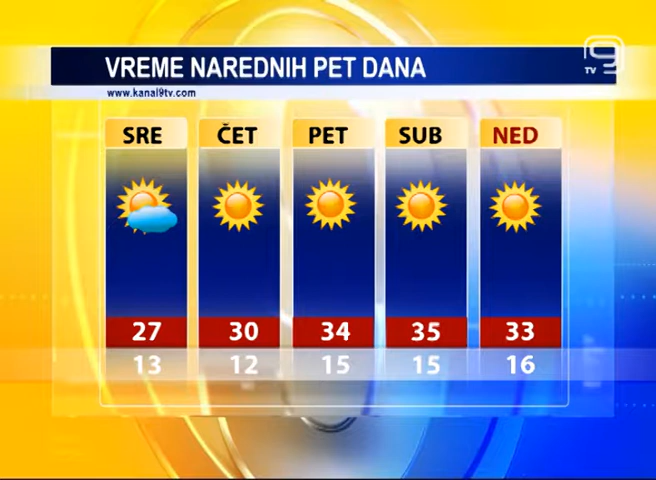 VREME NAREDNIH PET DANA
www.kanal9tv.com
9
TV
SRE ČET PET SUB NED
27 30 34 35 33
13 12 15 15 16